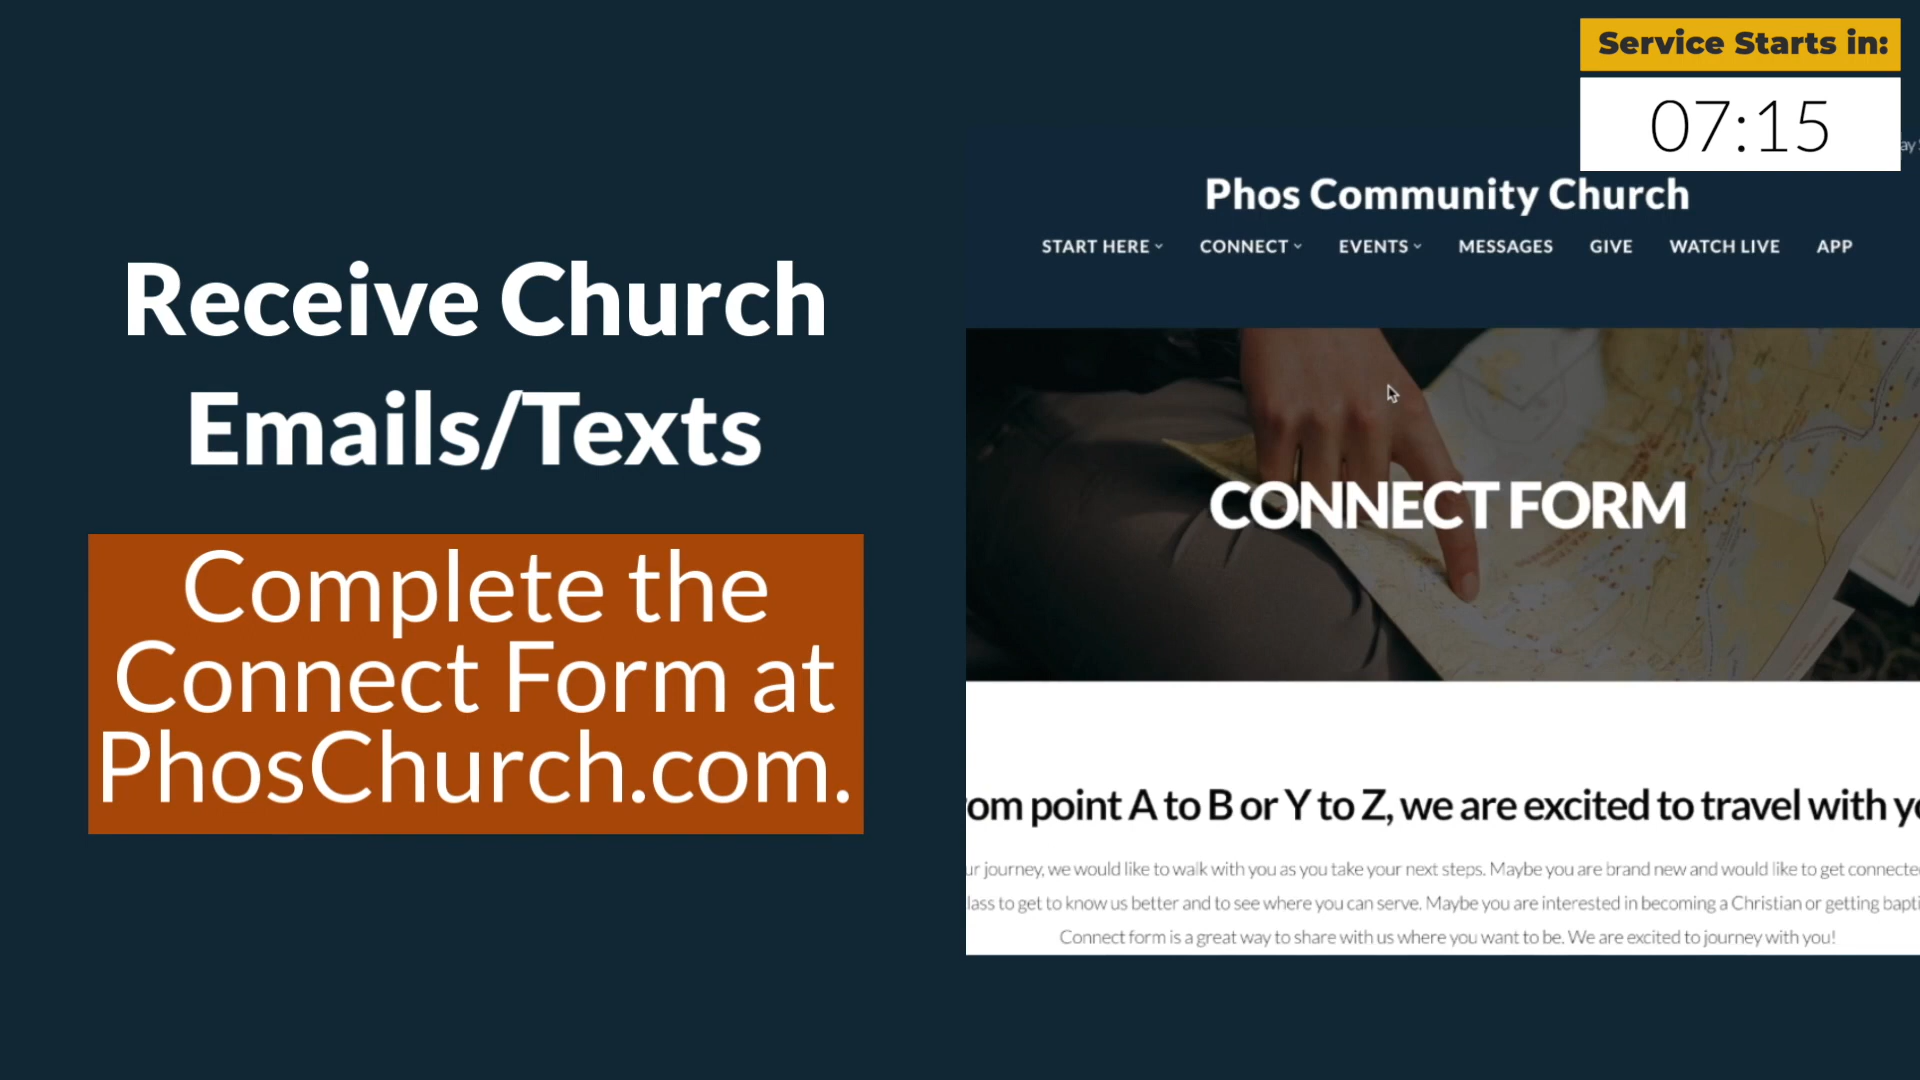 Service Starts in:
07:15
Receive Church
Emails/Texts
Complete the
Connect Form at
PhosChurch.com.
Phos Community Church
START HERE CONNECT EVENTS MESSAGES GIVE WATCH LIVE APP
CONNECT FORM
om point A to B or Y to Z, we are excited to travel with yo
ur journey, we would like to walk with you as you take your next steps. Maybe you are brand new and would like to get connecte
lass to get to know us better and to see where you can serve. Maybe you are interested in becoming a Christian or getting bapti
Connect form is a great way to share with us where you want to be. We are excited to journey with you!